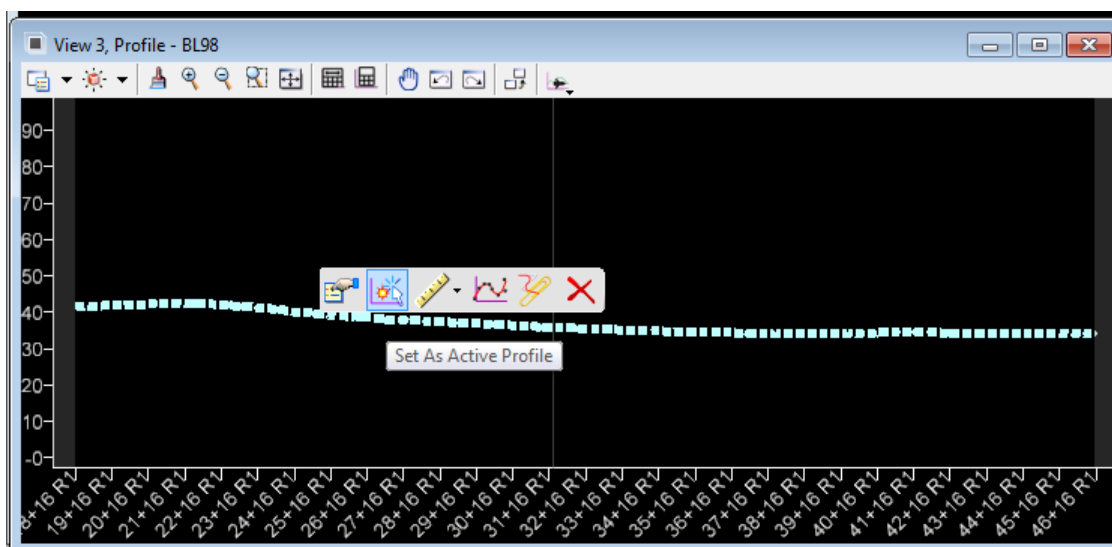 View 3, Profile - BL98
90
80
70
60
50
40
30
20
10
-0
Set As Active Profile
8+16 R1
19+16 R1
20+16 R1
21+16 R1
22+16 R1
23+16 R1
24+16 R1
25+16 R1
26+16 R1
27+16 R1
28+16 R1
29+16 R1
30+16 R1
31+16 R1
32+16 R1
33+16 R1
34+16 R1
35+16 R1
36+16 R1
37+16 R1
38+16 R1
39+16 R1
40+16 R1
41+16 R1
42+16 R1
43+16 R1
44+16 R1
45+16 R1
46+16 R1